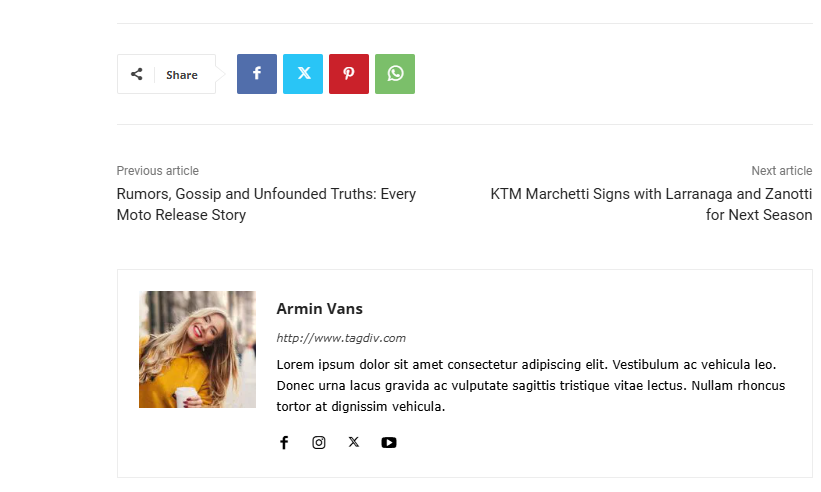 Share
Previous article
Rumors, Gossip and Unfounded Truths: Every
Moto Release Story
Next article
KTM Marchetti Signs with Larranaga and Zanotti
for Next Season
Armin Vans
http://www.tagdiv.com
Lorem ipsum dolor sit amet consectetur adipiscing elit. Vestibulum ac vehicula leo.
Donec urna lacus gravida ac vulputate sagittis tristique vitae lectus. Nullam rhoncus
tortor at dignissim vehicula.